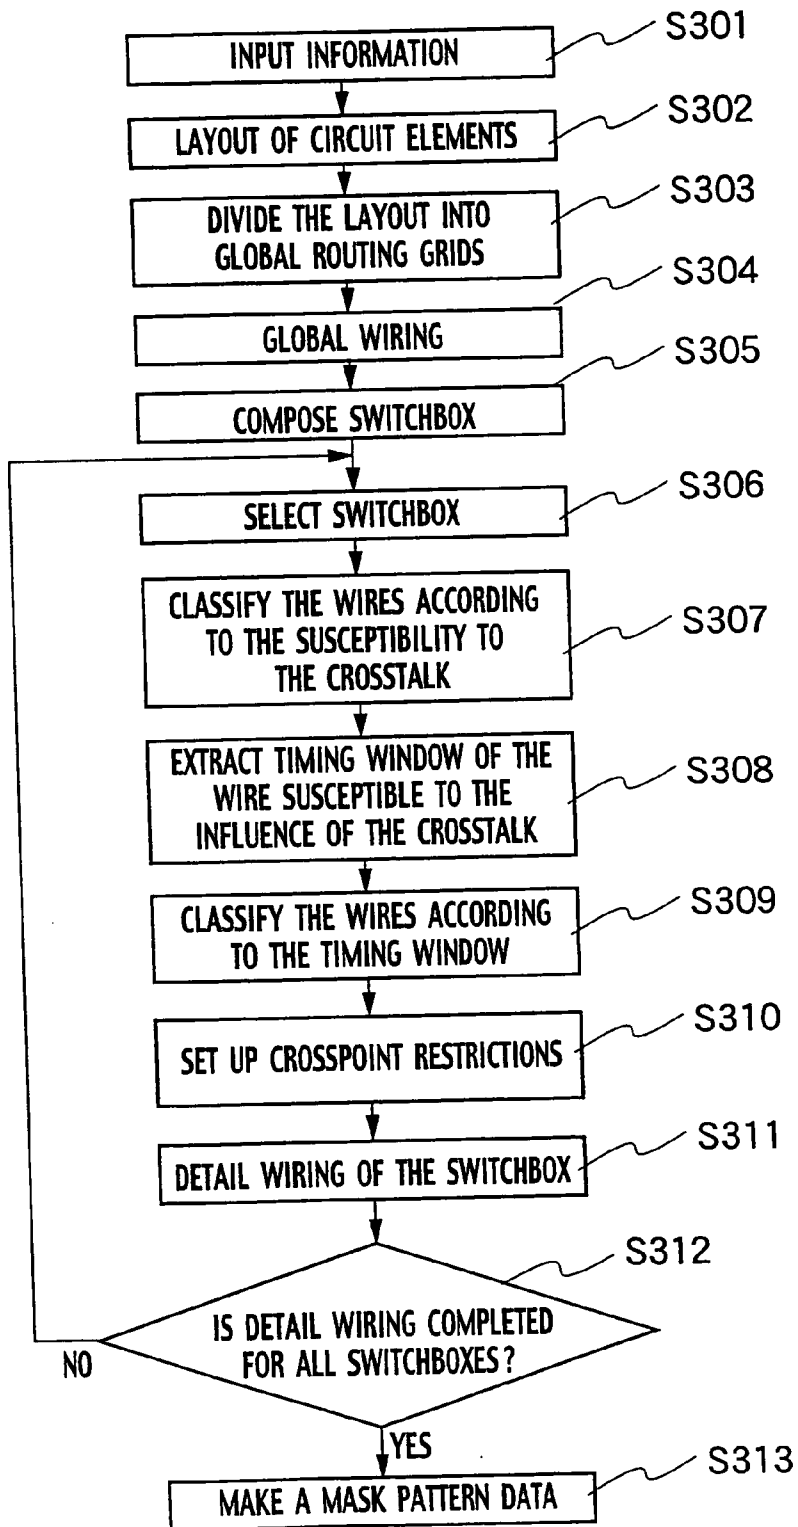 S301
INPUT INFORMATION
S302
LAYOUT OF CIRCUIT ELEMENTS
S303
DIVIDE THE LAYOUT INTO
GLOBAL ROUTING GRIDS
S304
GLOBAL WIRING
S305
COMPOSE SWITCHBOX
S306
SELECT SWITCHBOX
S307
CLASSIFY THE WIRES ACCORDING
TO THE SUSCEPTIBILITY TO
THE CROSSTALK
S308
EXTRACT TIMING WINDOW OF THE
WIRE SUSCEPTIBLE TO THE
INFLUENCE OF THE CROSSTALK
S309
CLASSIFY THE WIRES ACCORDING
TO THE TIMING WINDOW
S310
SET UP CROSSPOINT RESTRICTIONS
S311
DETAIL WIRING OF THE SWITCHBOX
S312
IS DETAIL WIRING COMPLETED
FOR ALL SWITCHBOXES?
NO
YES
S313
MAKE A MASK PATTERN DATA